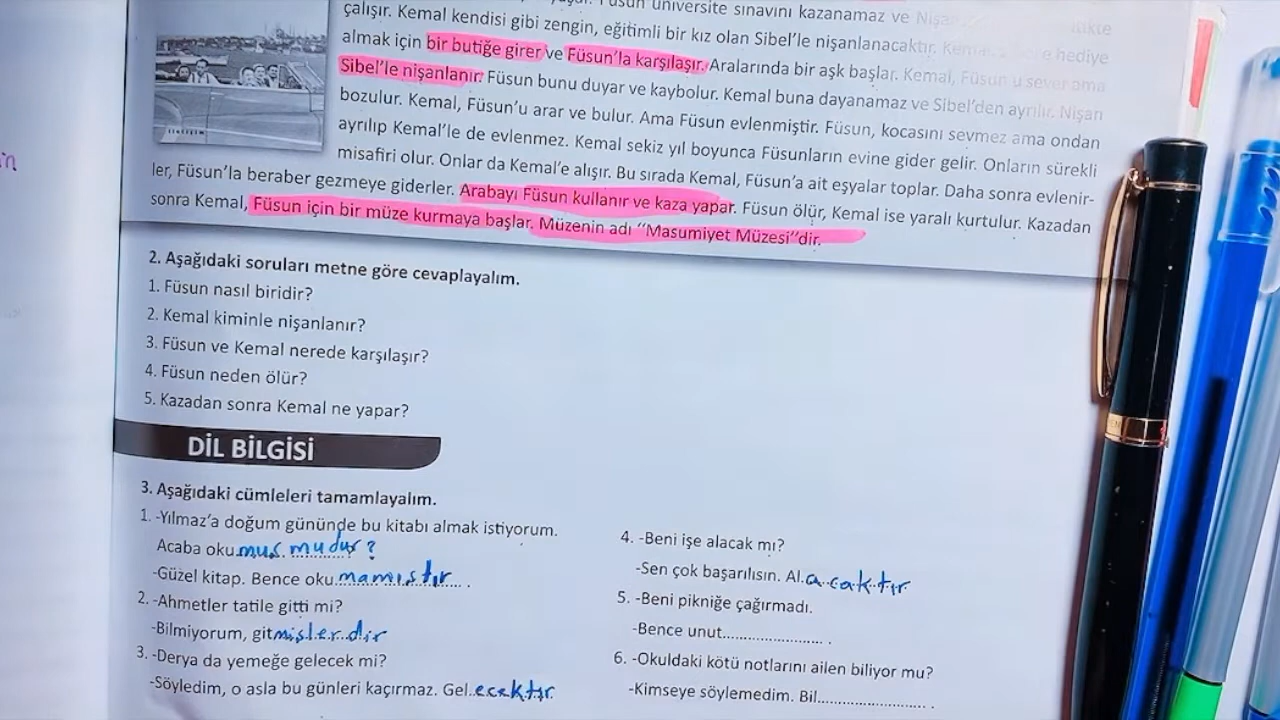 Füsun üniversite sınavını kazanamaz ve
çalışır. Kemal kendisi gibi zengin, eğitimli bir kız olan Sibel'le nişanlanacaktır. hediye
almak için bir butiğe girer ve Füsun'la karşılaşır. Aralarında bir aşk başlar. Kemal, Füsun'u sever ama
Sibel'le nişanlanır. Füsun bunu duyar ve kaybolur. Kemal buna dayanamaz ve Sibel'den ayrılır. Nişan
bozulur. Kemal, Füsun'u arar ve bulur. Ama Füsun evlenmiştir. Füsun, kocasını sevmez ama ondan
ayrılıp Kemal'le de evlenmez. Kemal sekiz yıl boyunca Füsunların evine gider gelir. Onların sürekli
misafiri olur. Onlar da Kemal'e alışır. Bu sırada Kemal, Füsun'a ait eşyalar toplar. Daha sonra evlenir-
ler, Füsun'la beraber gezmeye giderler. Arabayı Füsun kullanır ve kaza yapar. Füsun ölür, Kemal ise yaralı kurtulur. Kazadan
sonra Kemal, Füsun için bir müze kurmaya başlar. Müzenin adı "Masumiyet Müzesi"dir.
2. Aşağıdaki soruları metne göre cevaplayalım.
1. Füsun nasıl biridir?
2. Kemal kiminle nişanlanır?
3. Füsun ve Kemal nerede karşılaşır?
4. Füsun neden ölür?
5. Kazadan sonra Kemal ne yapar?
DİL BİLGİSİ
3. Aşağıdaki cümleleri tamamlayalım.
1. -Yılmaz'a doğum gününde bu kitabı almak istiyorum.
Acaba okumuş mudur?
-Güzel kitap. Bence okumamıştır.
2. -Ahmetler tatile gitti mi?
-Bilmiyorum, gitmişlerdir
3. -Derya da yemeğe gelecek mi?
-Söyledim, o asla bu günleri kaçırmaz. Gel..ecektır
4. -Beni işe alacak mı?
-Sen çok başarılısın. Al.acaktır
5. -Beni pikniğe çağırmadı.
-Bence unut........................ .
6. -Okuldaki kötü notlarını ailen biliyor mu?
-Kimseye söylemedim. Bil........................ .